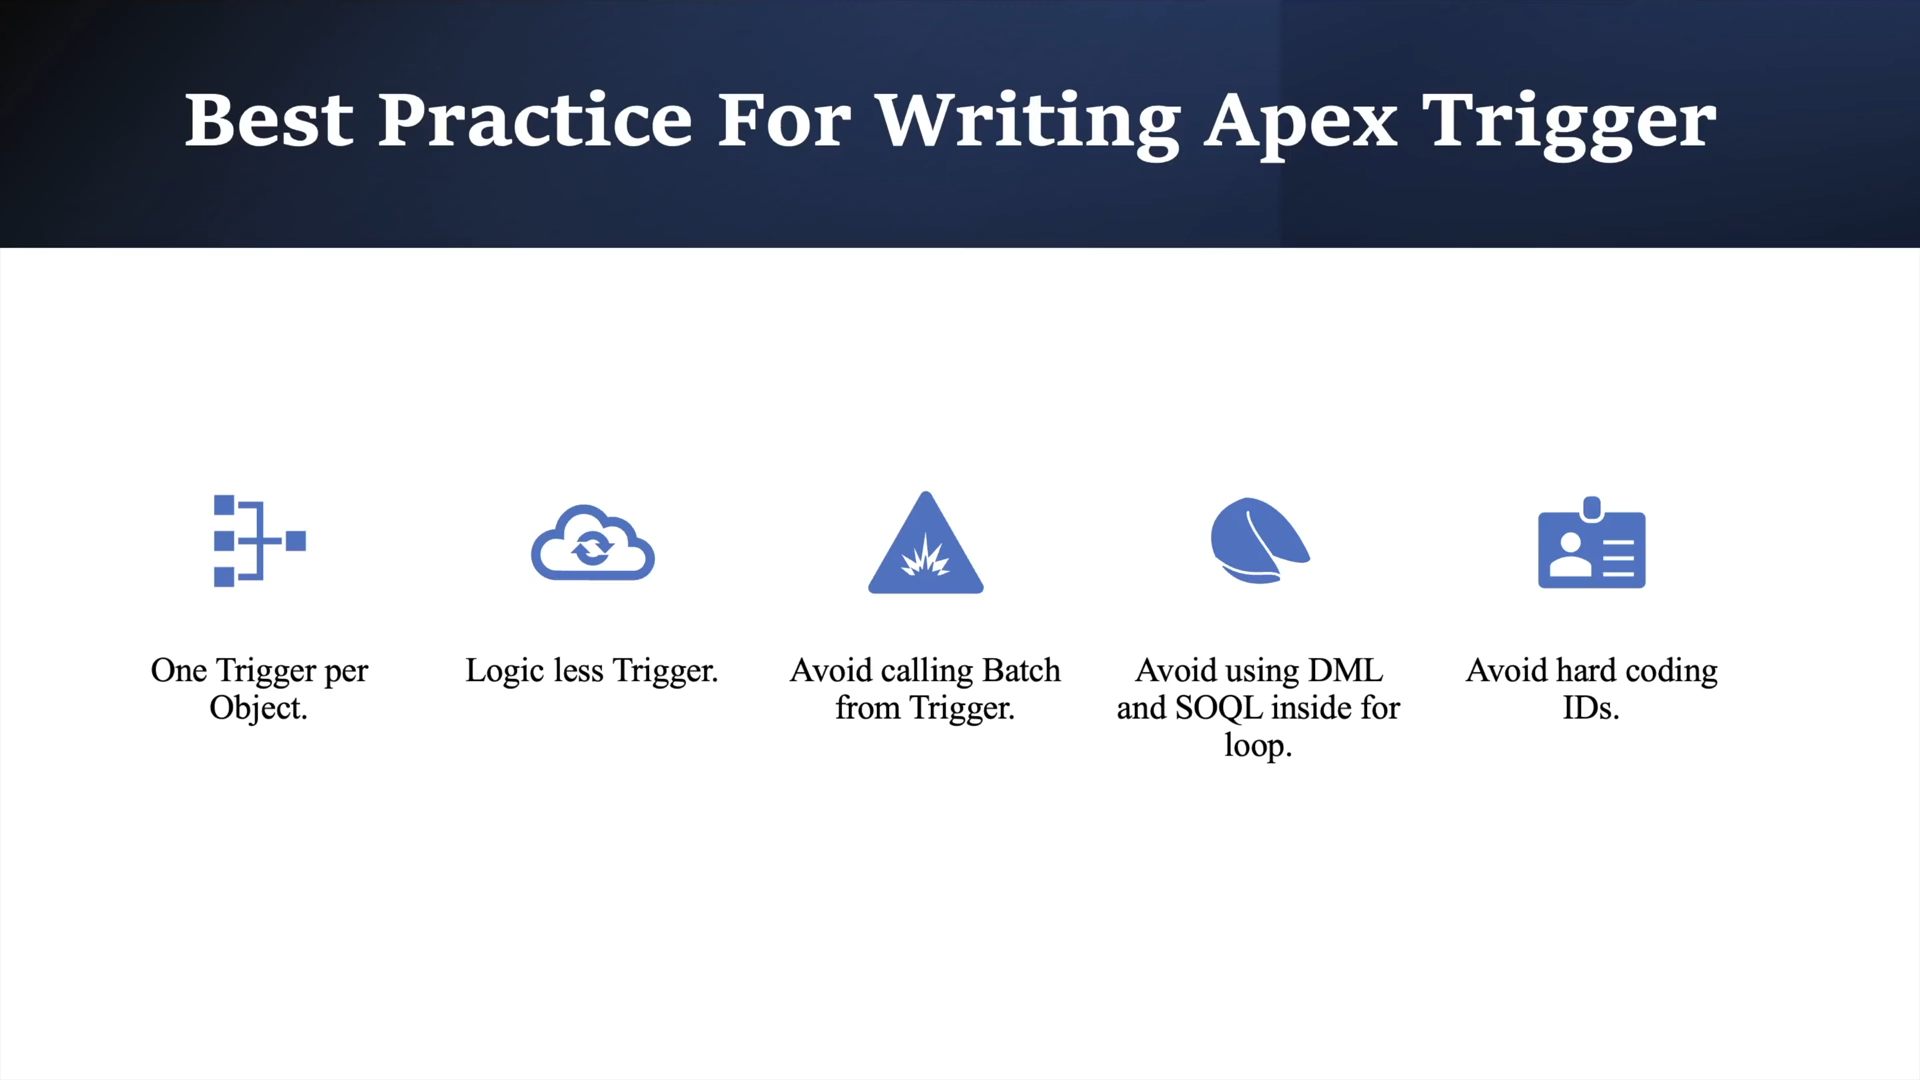 Best Practice For Writing Apex Trigger
One Trigger per
Object.
Logic less Trigger.
Avoid calling Batch
from Trigger.
Avoid using DML
and SOQL inside for
loop.
Avoid hard coding
IDs.